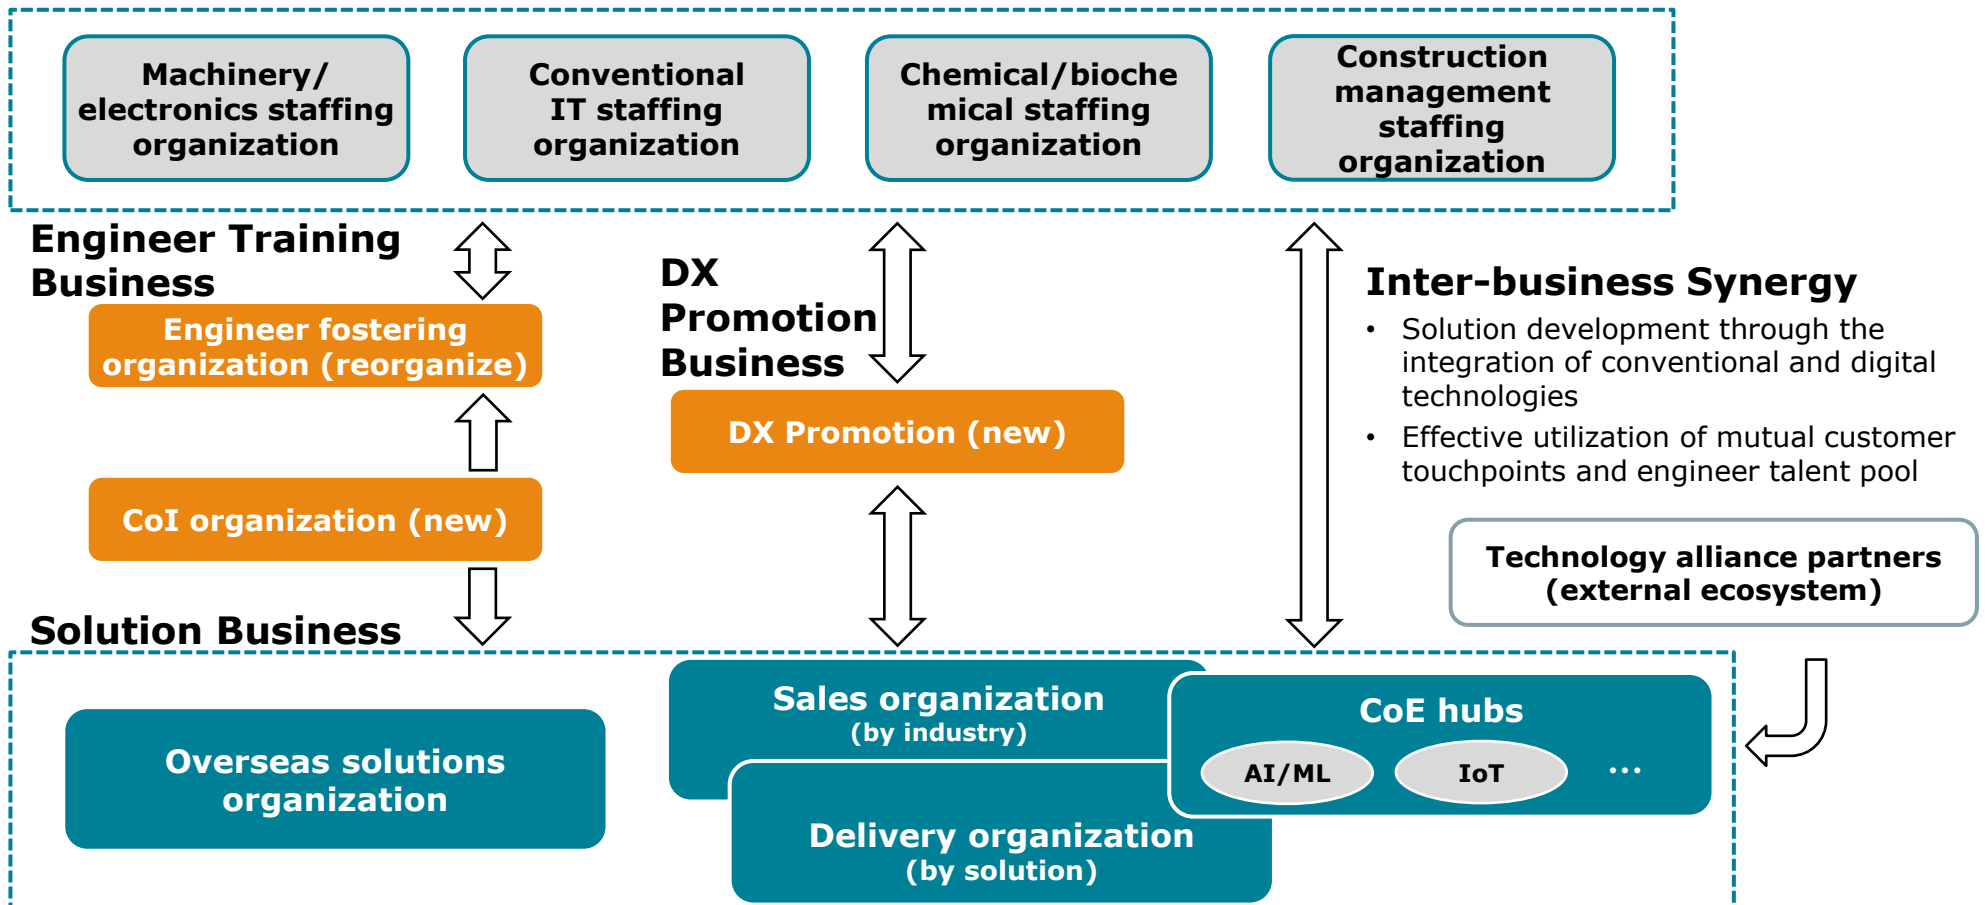 Machinery/
electronics staffing
organization
Conventional
IT staffing
organization
Chemical/bioche
mical staffing
organization
Construction
management
staffing
organization
Engineer Training
Business
Engineer fostering
organization (reorganize)
CoI organization (new)
DX
Promotion
Business
DX Promotion (new)
Inter-business Synergy
• Solution development through the
integration of conventional and digital
technologies
• Effective utilization of mutual customer
touchpoints and engineer talent pool
Technology alliance partners
(external ecosystem)
Solution Business
Overseas solutions
organization
Sales organization
(by industry)
Delivery organization
(by solution)
CoE hubs
AI/ML
IoT
…